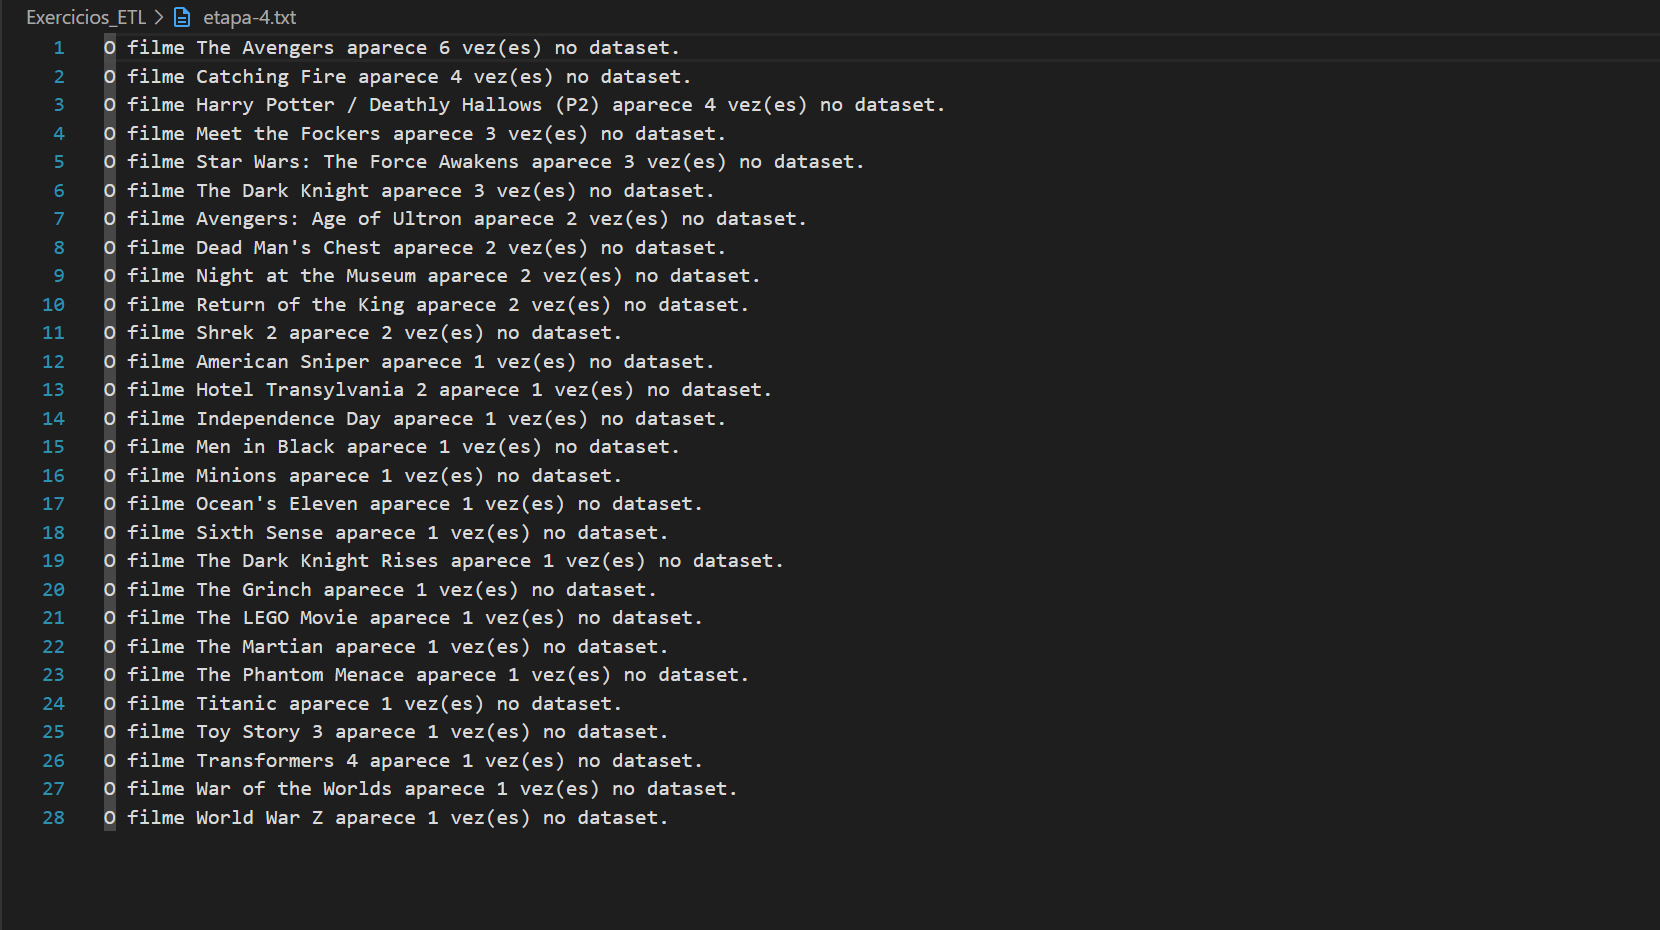 Exercicios_ETL > etapa-4.txt
1 O filme The Avengers aparece 6 vez(es) no dataset.
2 O filme Catching Fire aparece 4 vez(es) no dataset.
3 O filme Harry Potter / Deathly Hallows (P2) aparece 4 vez(es) no dataset.
4 O filme Meet the Fockers aparece 3 vez(es) no dataset.
5 O filme Star Wars: The Force Awakens aparece 3 vez(es) no dataset.
6 O filme The Dark Knight aparece 3 vez(es) no dataset.
7 O filme Avengers: Age of Ultron aparece 2 vez(es) no dataset.
8 O filme Dead Man's Chest aparece 2 vez(es) no dataset.
9 O filme Night at the Museum aparece 2 vez(es) no dataset.
10 O filme Return of the King aparece 2 vez(es) no dataset.
11 O filme Shrek 2 aparece 2 vez(es) no dataset.
12 O filme American Sniper aparece 1 vez(es) no dataset.
13 O filme Hotel Transylvania 2 aparece 1 vez(es) no dataset.
14 O filme Independence Day aparece 1 vez(es) no dataset.
15 O filme Men in Black aparece 1 vez(es) no dataset.
16 O filme Minions aparece 1 vez(es) no dataset.
17 O filme Ocean's Eleven aparece 1 vez(es) no dataset.
18 O filme Sixth Sense aparece 1 vez(es) no dataset.
19 O filme The Dark Knight Rises aparece 1 vez(es) no dataset.
20 O filme The Grinch aparece 1 vez(es) no dataset.
21 O filme The LEGO Movie aparece 1 vez(es) no dataset.
22 O filme The Martian aparece 1 vez(es) no dataset.
23 O filme The Phantom Menace aparece 1 vez(es) no dataset.
24 O filme Titanic aparece 1 vez(es) no dataset.
25 O filme Toy Story 3 aparece 1 vez(es) no dataset.
26 O filme Transformers 4 aparece 1 vez(es) no dataset.
27 O filme War of the Worlds aparece 1 vez(es) no dataset.
28 O filme World War Z aparece 1 vez(es) no dataset.